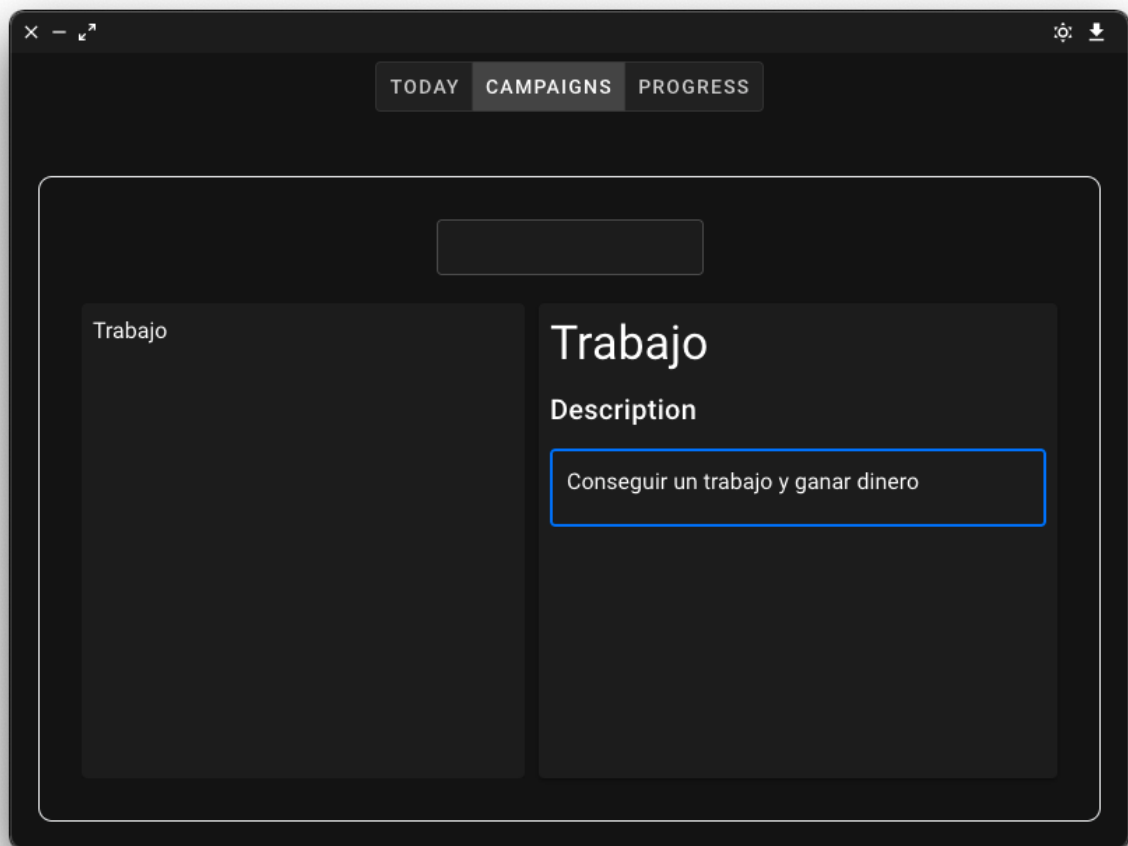 TODAY CAMPAIGNS PROGRESS
Trabajo
Trabajo
Description
Conseguir un trabajo y ganar dinero